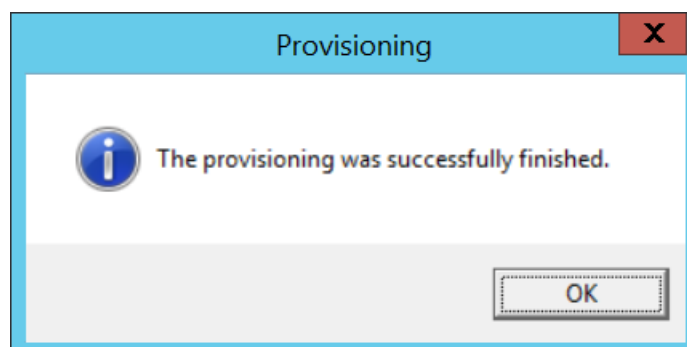 Provisioning
X
The provisioning was successfully finished.
OK